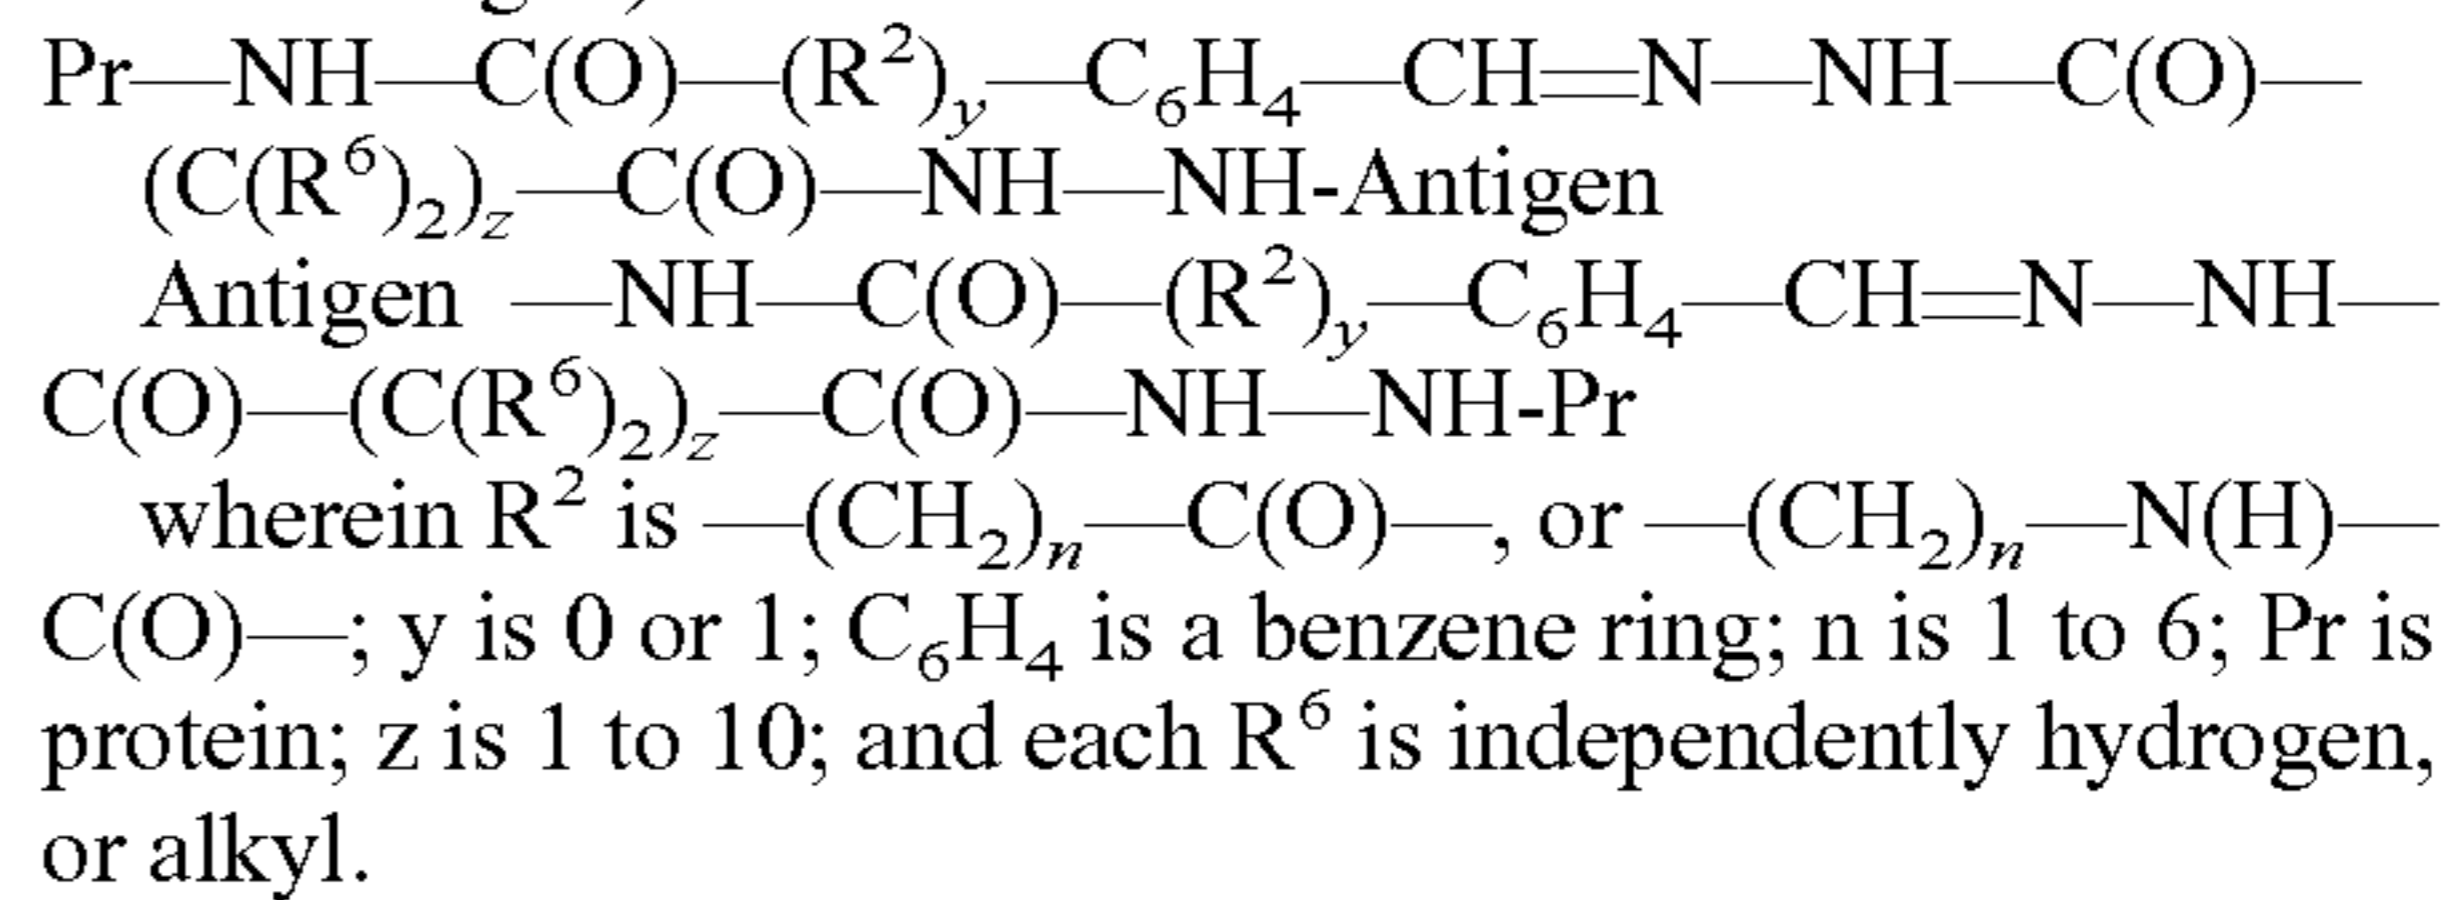 Pr—NH—C(O)—(R²)y—C₆H₄—CH=N—NH—C(O)—
(C(R⁶)₂)z—C(O)—NH—NH-Antigen
Antigen —NH—C(O)—(R²)y—C₆H₄—CH=N—NH—
C(O)—(C(R⁶)₂)z—C(O)—NH—NH-Pr
wherein R² is —(CH₂)n—C(O)—, or —(CH₂)n—N(H)—
C(O)—; y is 0 or 1; C₆H₄ is a benzene ring; n is 1 to 6; Pr is
protein; z is 1 to 10; and each R⁶ is independently hydrogen,
or alkyl.